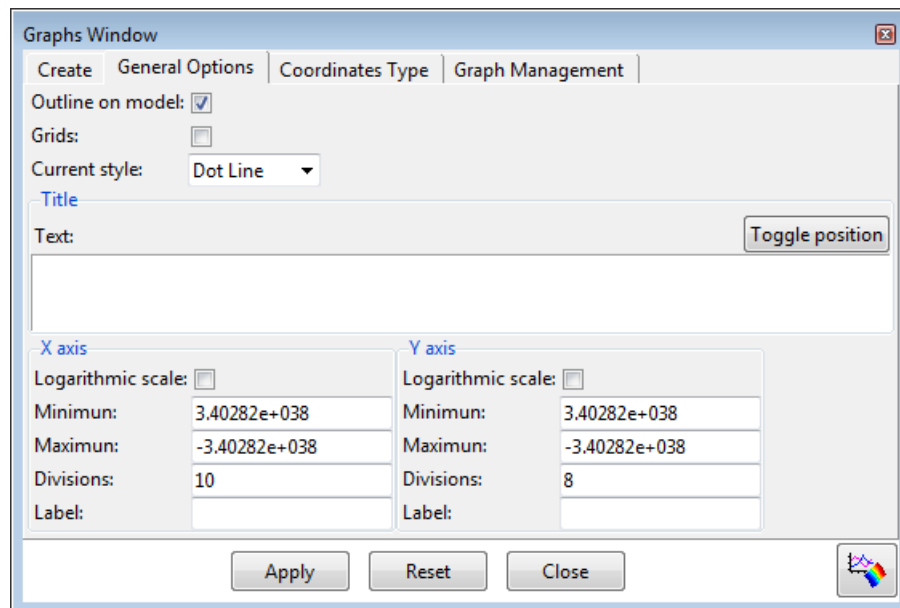 Graphs Window
Create General Options Coordinates Type Graph Management
Outline on model:
Grids:
Current style: Dot Line
Title
Text: Toggle position
X axis Y axis
Logarithmic scale: Logarithmic scale:
Minimun: 3.40282e+038 Minimun: 3.40282e+038
Maximun: -3.40282e+038 Maximun: -3.40282e+038
Divisions: 10 Divisions: 8
Label: Label:
Apply Reset Close